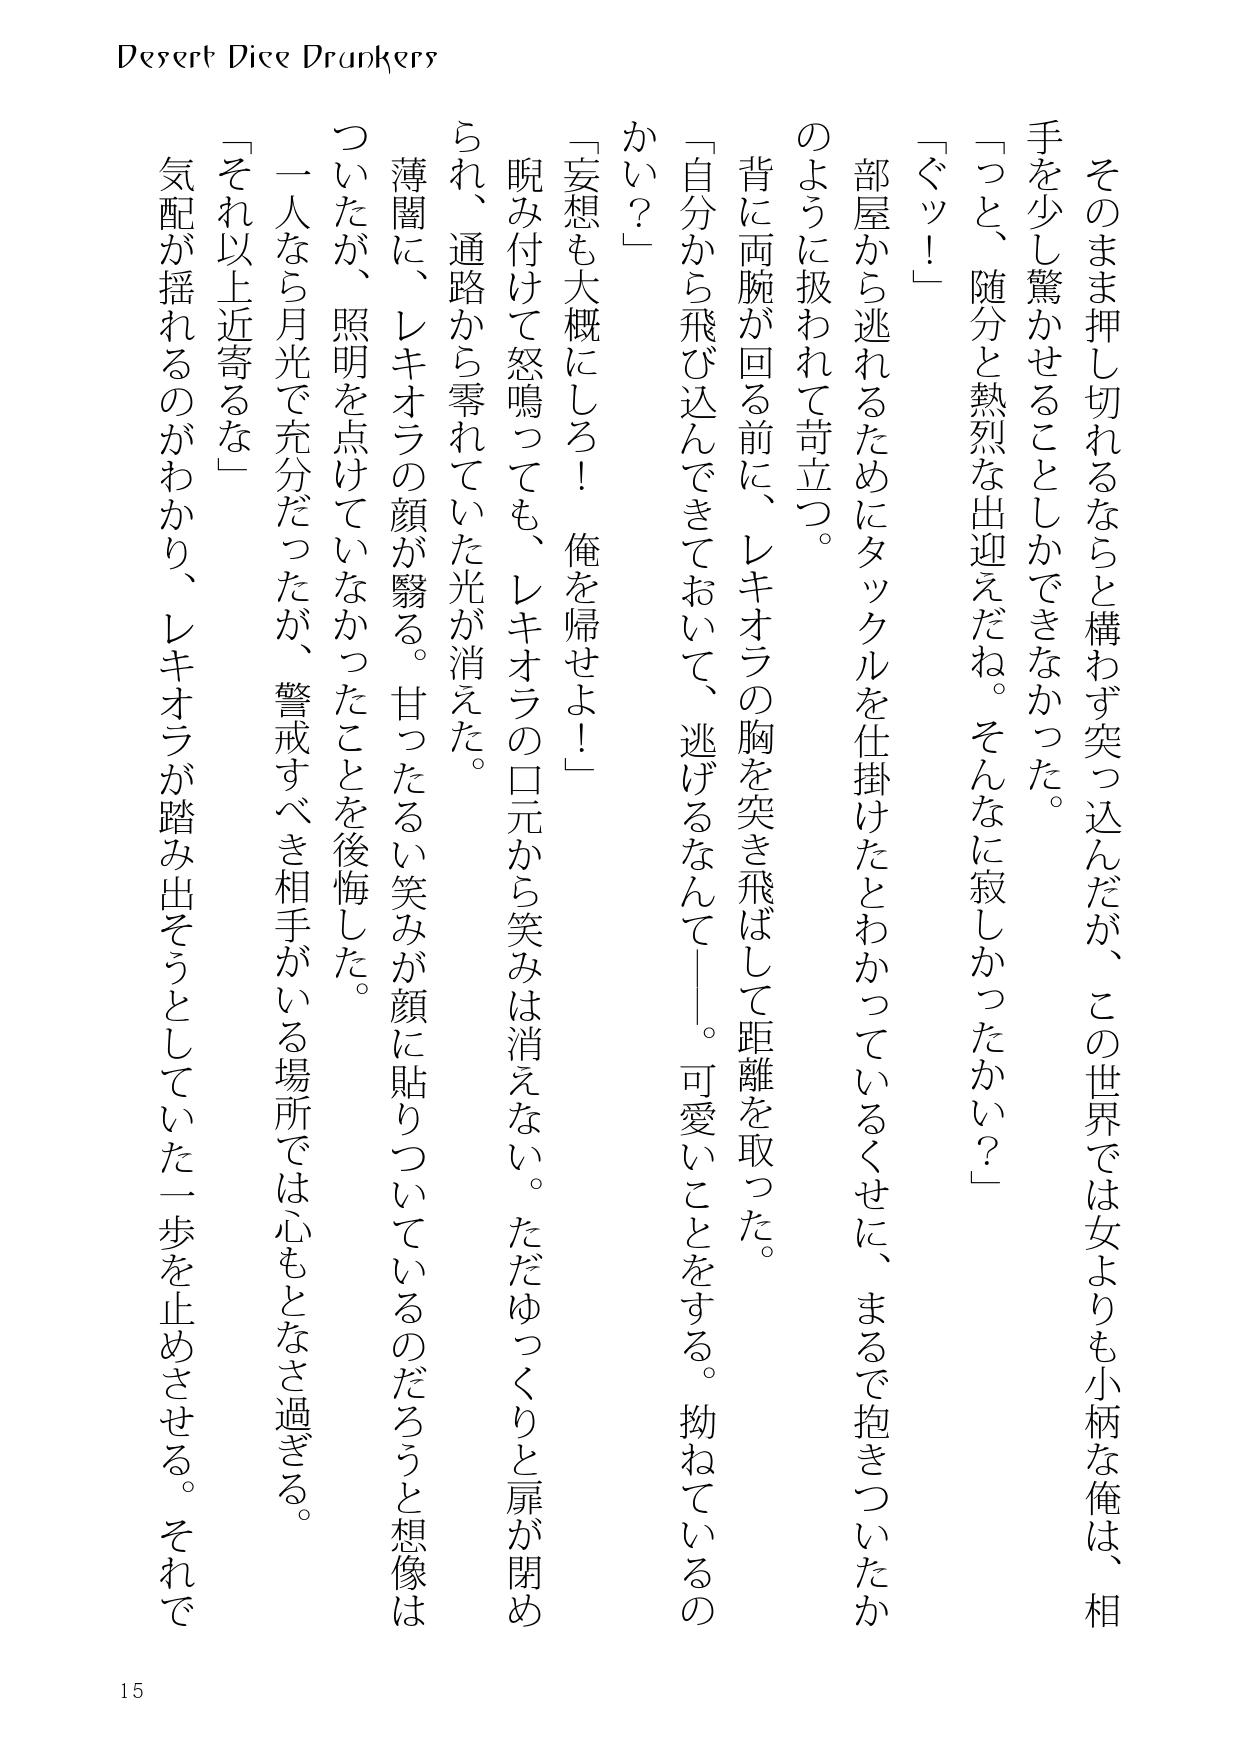 Desert Dice Drunkers
　そのまま押し切れるならと構わず突っ込んだが、この世界では女よりも小柄な俺は、相
手を少し驚かせることしかできなかった。
「っと、随分と熱烈な出迎えだね。そんなに寂しかったかい？」
「ぐッ！」
　部屋から逃れるためにタックルを仕掛けたとわかっているくせに、まるで抱きついたか
のように扱われて苛立つ。
　背に両腕が回る前に、レキオラの胸を突き飛ばして距離を取った。
「自分から飛び込んできておいて、逃げるなんて――。可愛いことをする。拗ねているの
かい？」
「妄想も大概にしろ！　俺を帰せよ！」
　睨み付けて怒鳴っても、レキオラの口元から笑みは消えない。ただゆっくりと扉が閉め
られ、通路から零れていた光が消えた。
　薄闇に、レキオラの顔が翳る。甘ったるい笑みが顔に貼りついているのだろうと想像は
ついたが、照明を点けていなかったことを後悔した。
　一人なら月光で充分だったが、警戒すべき相手がいる場所では心もとなさ過ぎる。
「それ以上近寄るな」
　気配が揺れるのがわかり、レキオラが踏み出そうとしていた一歩を止めさせる。それで
15